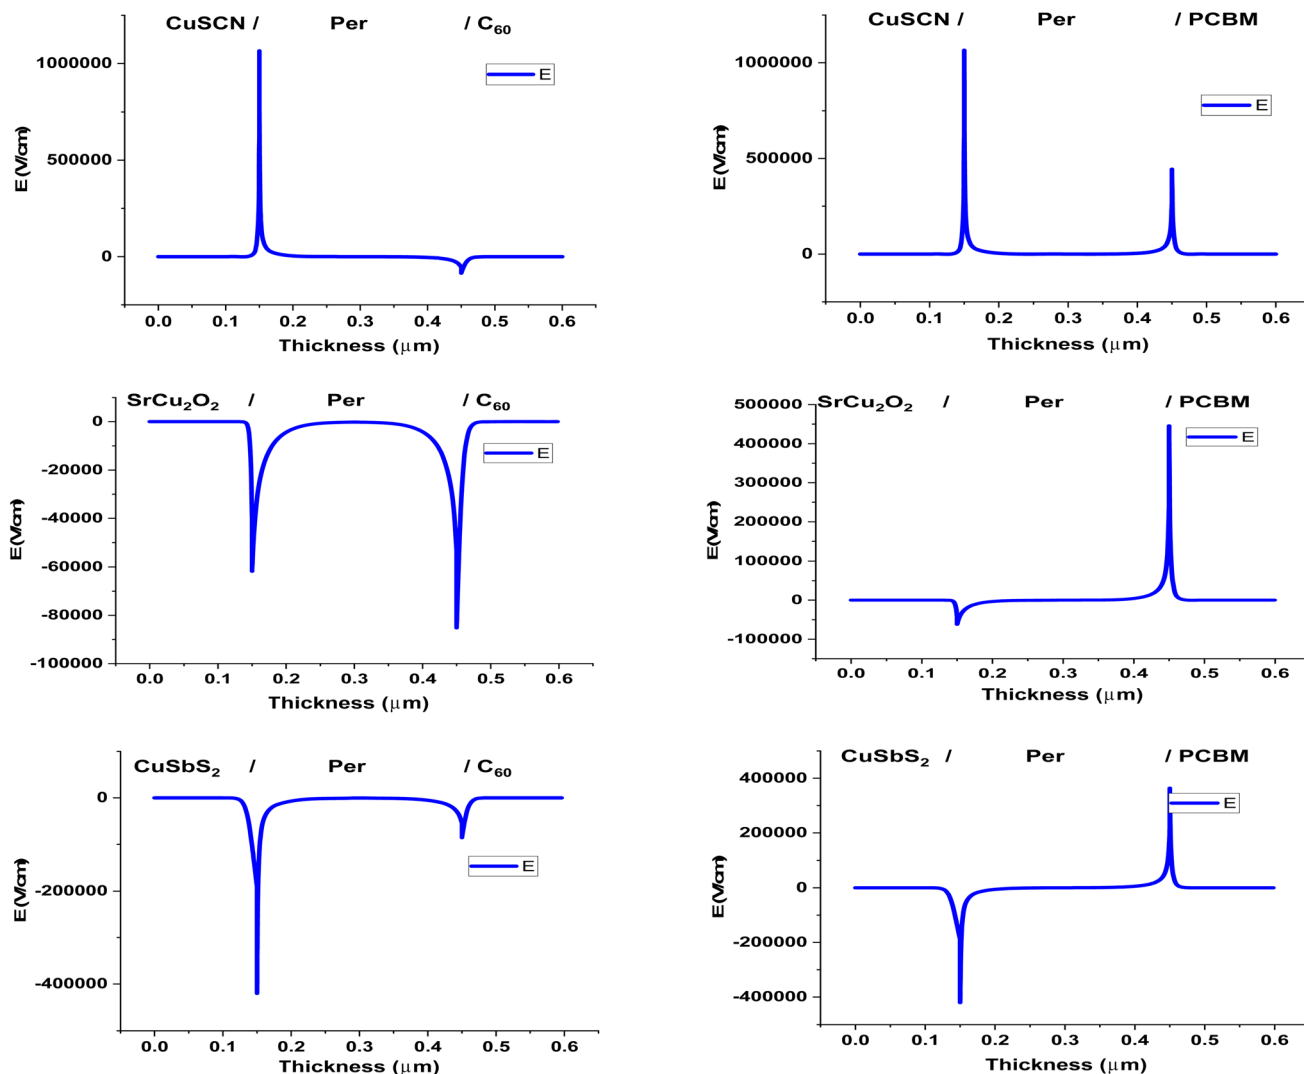 CuSCN / Per / C₆₀
1000000
500000
0
E (V/cm)
E
0.0 0.1 0.2 0.3 0.4 0.5 0.6
Thickness (μm)
CuSCN / Per / PCBM
1000000
500000
0
E (V/cm)
E
0.0 0.1 0.2 0.3 0.4 0.5 0.6
Thickness (μm)
SrCu₂O₂ / Per / C₆₀
0
-20000
-40000
-60000
-80000
-100000
E(V/cm)
E
0.0 0.1 0.2 0.3 0.4 0.5 0.6
Thickness (μm)
SrCu₂O₂ / Per / PCBM
500000
400000
300000
200000
100000
0
-100000
E(V/cm)
E
0.0 0.1 0.2 0.3 0.4 0.5 0.6
Thickness (μm)
CuSbS₂ / Per / C₆₀
0
-200000
-400000
E(V/cm)
E
0.0 0.1 0.2 0.3 0.4 0.5 0.6
Thickness (μm)
CuSbS₂ / Per / PCBM
400000
200000
0
-200000
-400000
E(V/cm)
E
0.0 0.1 0.2 0.3 0.4 0.5 0.6
Thickness (μm)